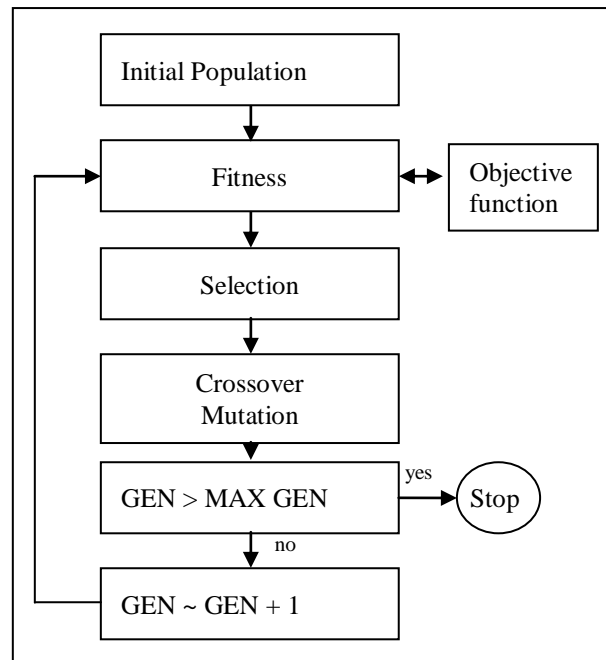 Initial Population
Fitness
Objective
function
Selection
Crossover
Mutation
GEN > MAX GEN
yes
Stop
no
GEN ~ GEN + 1